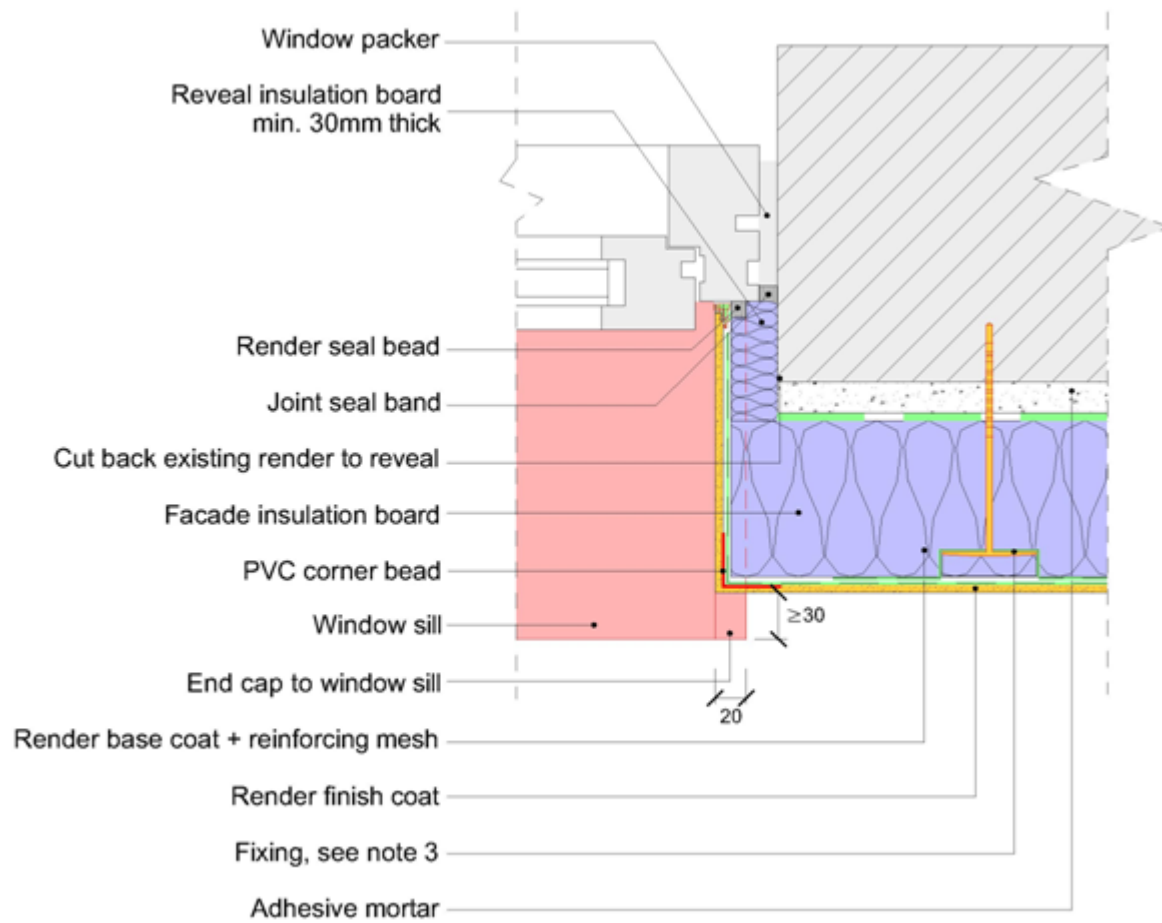 Window packer
Reveal insulation board
min. 30mm thick
Render seal bead
Joint seal band
Cut back existing render to reveal
Facade insulation board
PVC corner bead
≥30
Window sill
End cap to window sill
20
Render base coat + reinforcing mesh
Render finish coat
Fixing, see note 3
Adhesive mortar